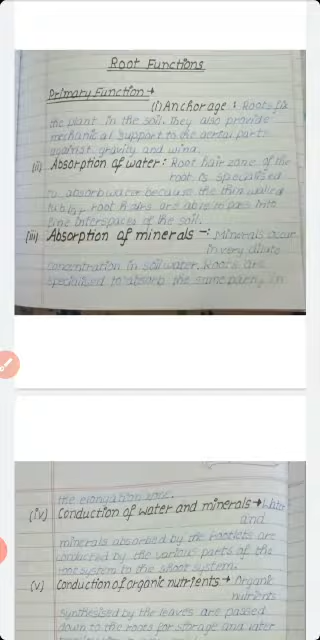 Root Functions
Primary Function →
(i) Anchorage : Roots fix
the plant in the soil. They also provide
mechanical support to the aerial parts
against gravity and wind.
(ii) Absorption of water : Root hair zone of the
root is specialised
to absorb water because the thin walled
root hairs are able to pass into
fine interspaces of the soil.
(iii) Absorption of minerals -: Minerals occur
in very dilute
concentration in soil water. Roots are
specialised to absorb the same partly in
the elongation zone.
(iv) Conduction of water and minerals → Water
and
minerals absorbed by the rootlets are
conducted by the various parts of the
root system to the shoot system.
(v) Conduction of organic nutrients → Organic
nutrients
synthesised by the leaves are passed
down to the roots for storage and later